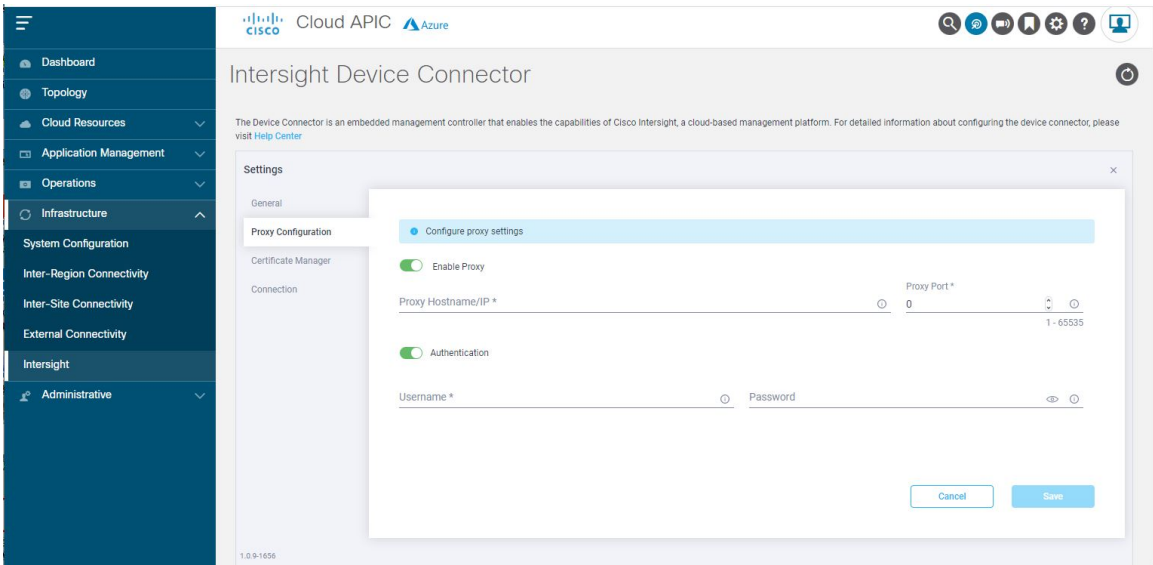 CISCO Cloud APIC Azure
Dashboard
Topology
Cloud Resources
Application Management
Operations
Infrastructure
System Configuration
Inter-Region Connectivity
Inter-Site Connectivity
External Connectivity
Intersight
Administrative
Intersight Device Connector
The Device Connector is an embedded management controller that enables the capabilities of Cisco Intersight, a cloud-based management platform. For detailed information about configuring the device connector, please
visit Help Center
Settings
General
Proxy Configuration
Certificate Manager
Connection
Configure proxy settings
Enable Proxy
Proxy Hostname/IP *
Proxy Port *
0
1 - 65535
Authentication
Username *
Password
Cancel
Save
1.0.9-1656